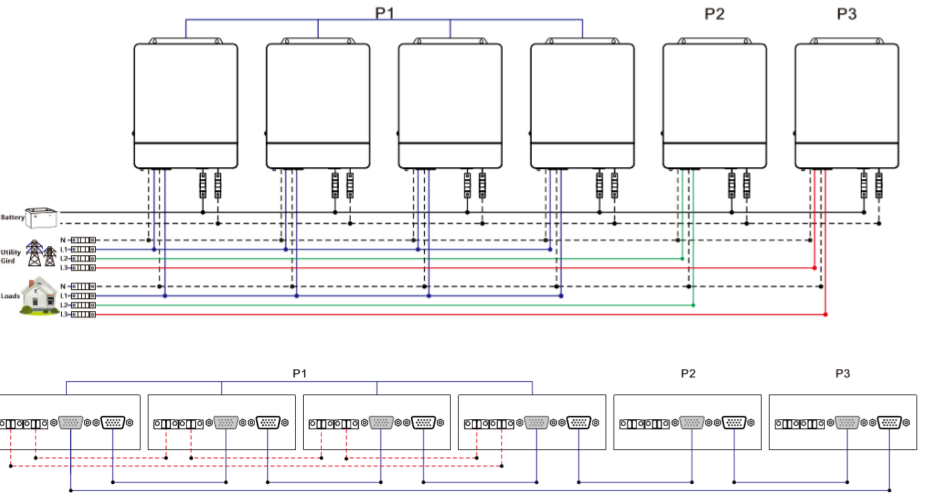 P1 P2 P3
Battery
N
L1
Utility
Gird
L2
L3
N
Loads
L1
L2
L3
P1 P2 P3